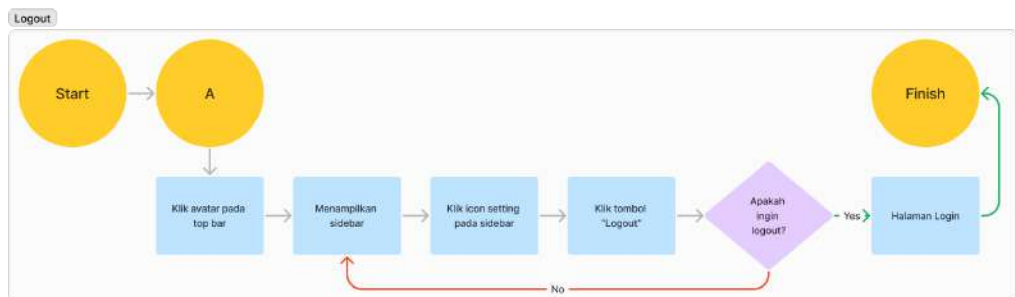 Logout
Start
A
Finish
Klik avatar pada
top bar
Menampilkan
sidebar
Klik icon setting
pada sidebar
Klik tombol
"Logout"
Apakah
ingin
logout?
Yes
Halaman Login
No